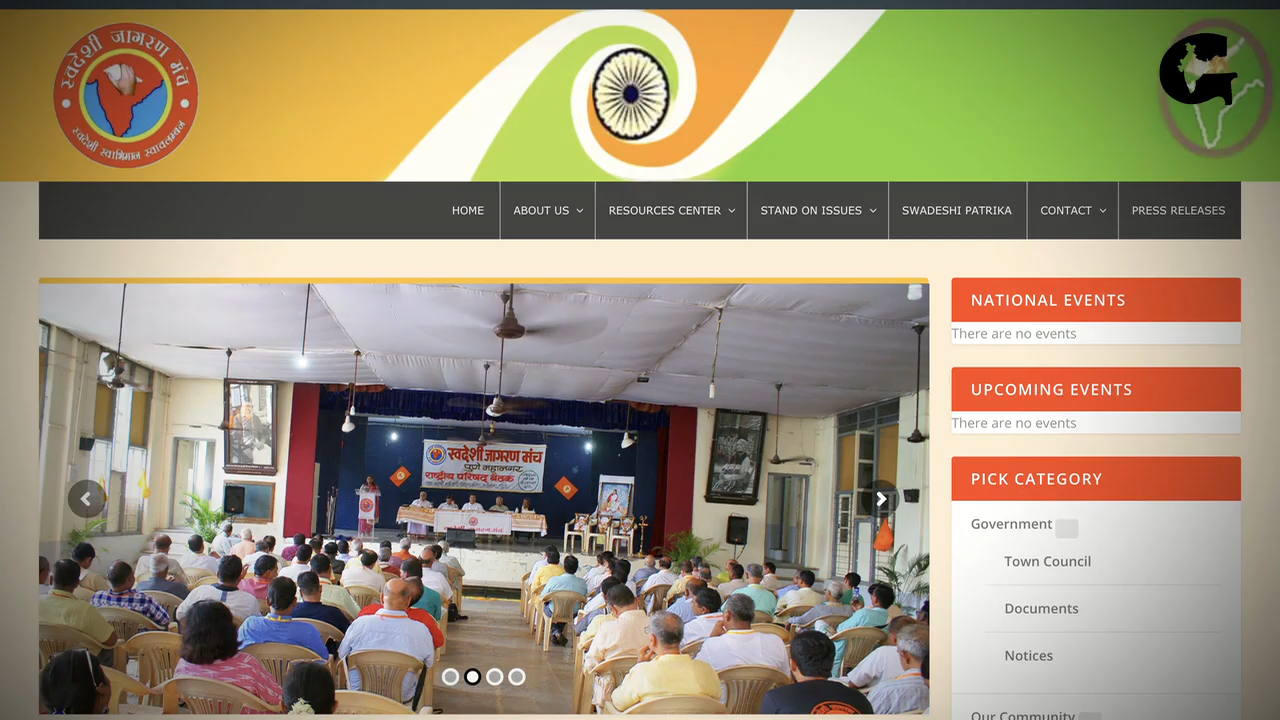 स्वदेशी जागरण मंच
स्वदेशी स्वाभिमान स्वावलम्बन
HOME
ABOUT US
RESOURCES CENTER
STAND ON ISSUES
SWADESHI PATRIKA
CONTACT
PRESS RELEASES
NATIONAL EVENTS
There are no events
UPCOMING EVENTS
There are no events
PICK CATEGORY
Government
Town Council
Documents
Notices
Our Community
स्वदेशी जागरण मंच
पुणे महानगर
राष्ट्रीय परिषद बैठक